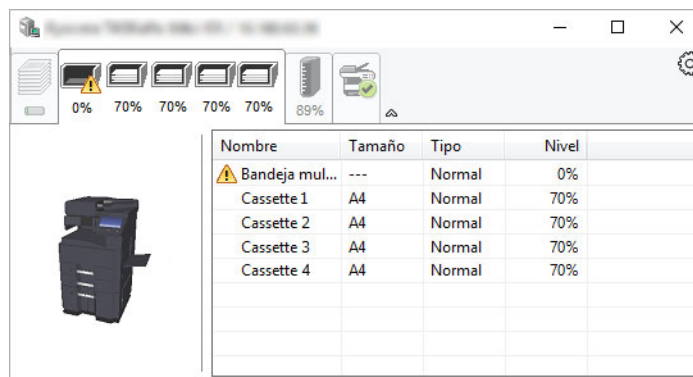 0% 70% 70% 70% 70% 89%
Nombre Tamaño Tipo Nivel
Bandeja mul... --- Normal 0%
Cassette 1 A4 Normal 70%
Cassette 2 A4 Normal 70%
Cassette 3 A4 Normal 70%
Cassette 4 A4 Normal 70%